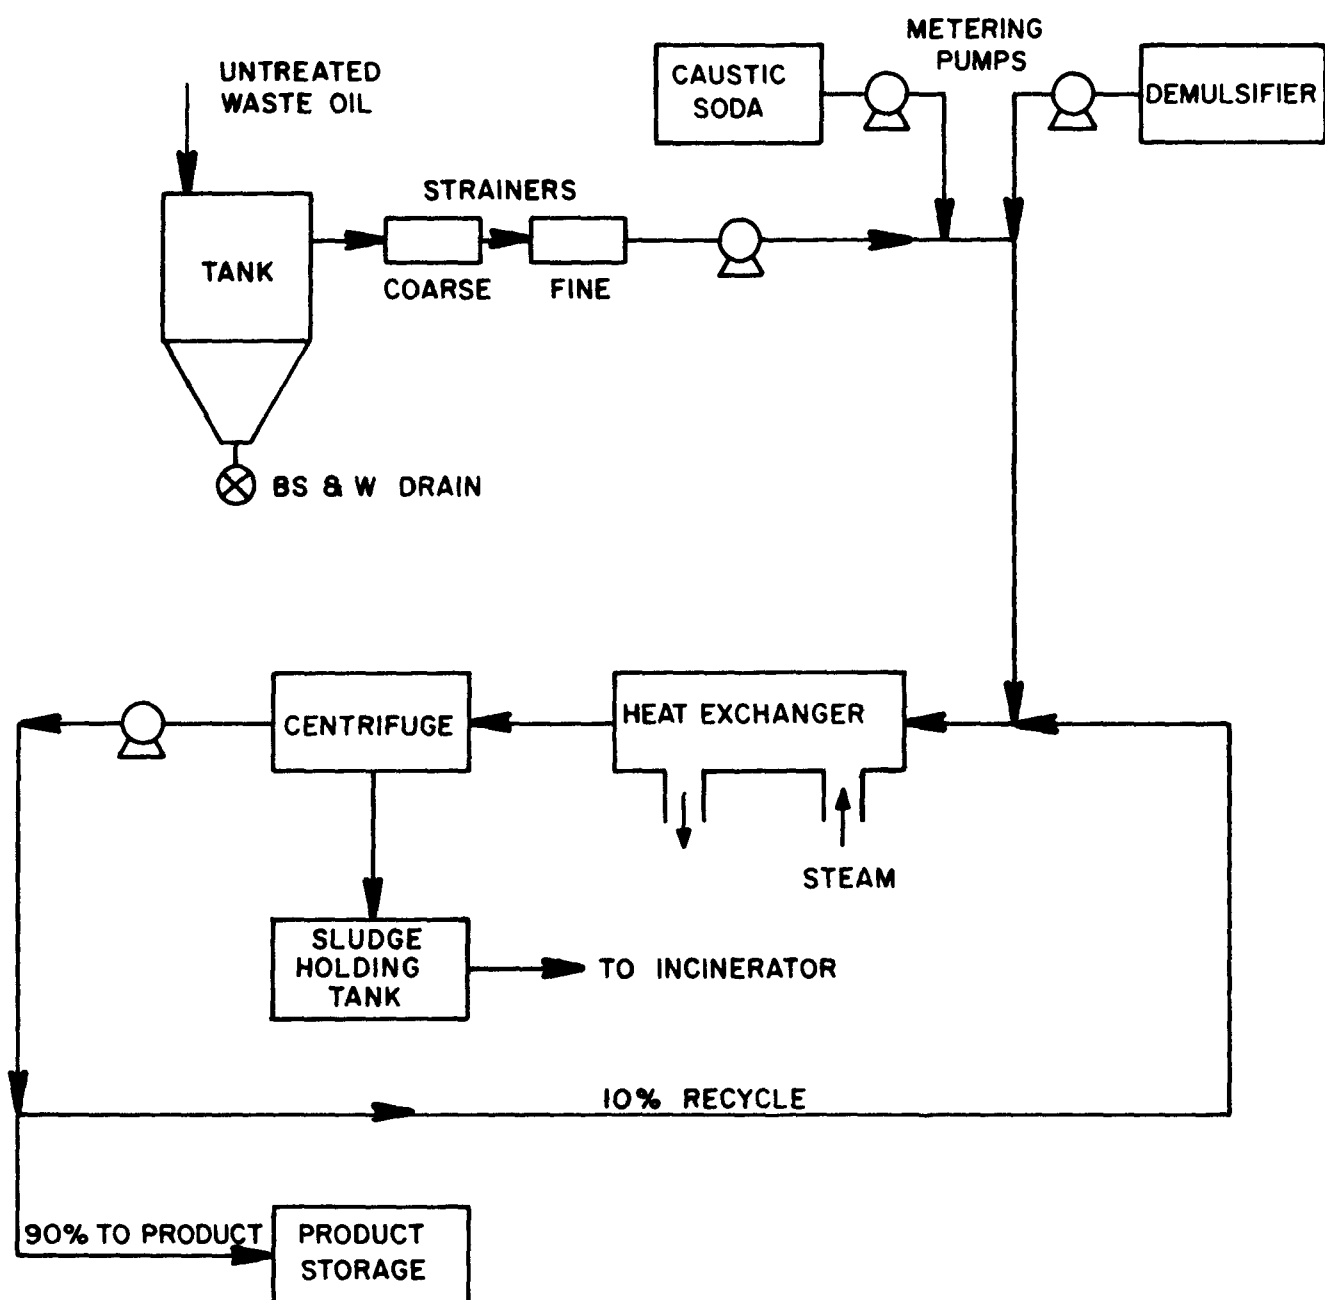 UNTREATED
WASTE OIL
METERING
PUMPS
CAUSTIC
SODA
DEMULSIFIER
STRAINERS
TANK
COARSE
FINE
BS & W DRAIN
CENTRIFUGE
HEAT EXCHANGER
STEAM
SLUDGE
HOLDING
TANK
TO INCINERATOR
10% RECYCLE
90% TO PRODUCT
PRODUCT
STORAGE